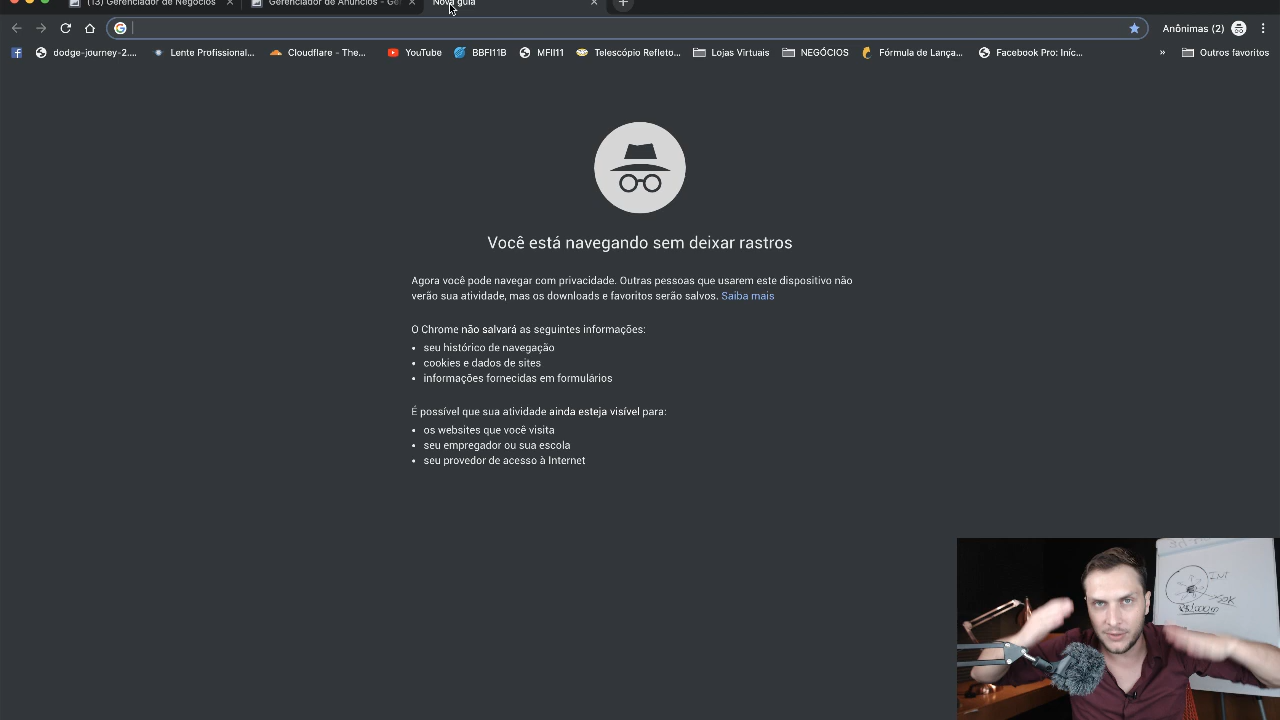 (13) Gerenciador de Negócios
Gerenciador de Anúncios - Ge
Nova guia
Anônimas (2)
dodge-journey-2....
Lente Profissional...
Cloudflare - The...
YouTube
BBFI11B
MFII11
Telescópio Refleto...
Lojas Virtuais
NEGÓCIOS
Fórmula de Lança...
Facebook Pro: Iníc...
»
Outros favoritos
Você está navegando sem deixar rastros
Agora você pode navegar com privacidade. Outras pessoas que usarem este dispositivo não
verão sua atividade, mas os downloads e favoritos serão salvos. Saiba mais
O Chrome não salvará as seguintes informações:
• seu histórico de navegação
• cookies e dados de sites
• informações fornecidas em formulários
É possível que sua atividade ainda esteja visível para:
• os websites que você visita
• seu empregador ou sua escola
• seu provedor de acesso à Internet